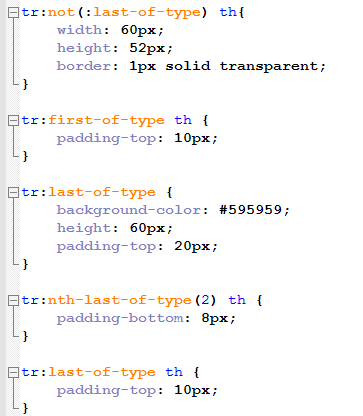 tr:not(:last-of-type) th{
width: 60px;
height: 52px;
border: 1px solid transparent;
}
tr:first-of-type th {
padding-top: 10px;
}
tr:last-of-type {
background-color: #595959;
height: 60px;
padding-top: 20px;
}
tr:nth-last-of-type(2) th {
padding-bottom: 8px;
}
tr:last-of-type th {
padding-top: 10px;
}